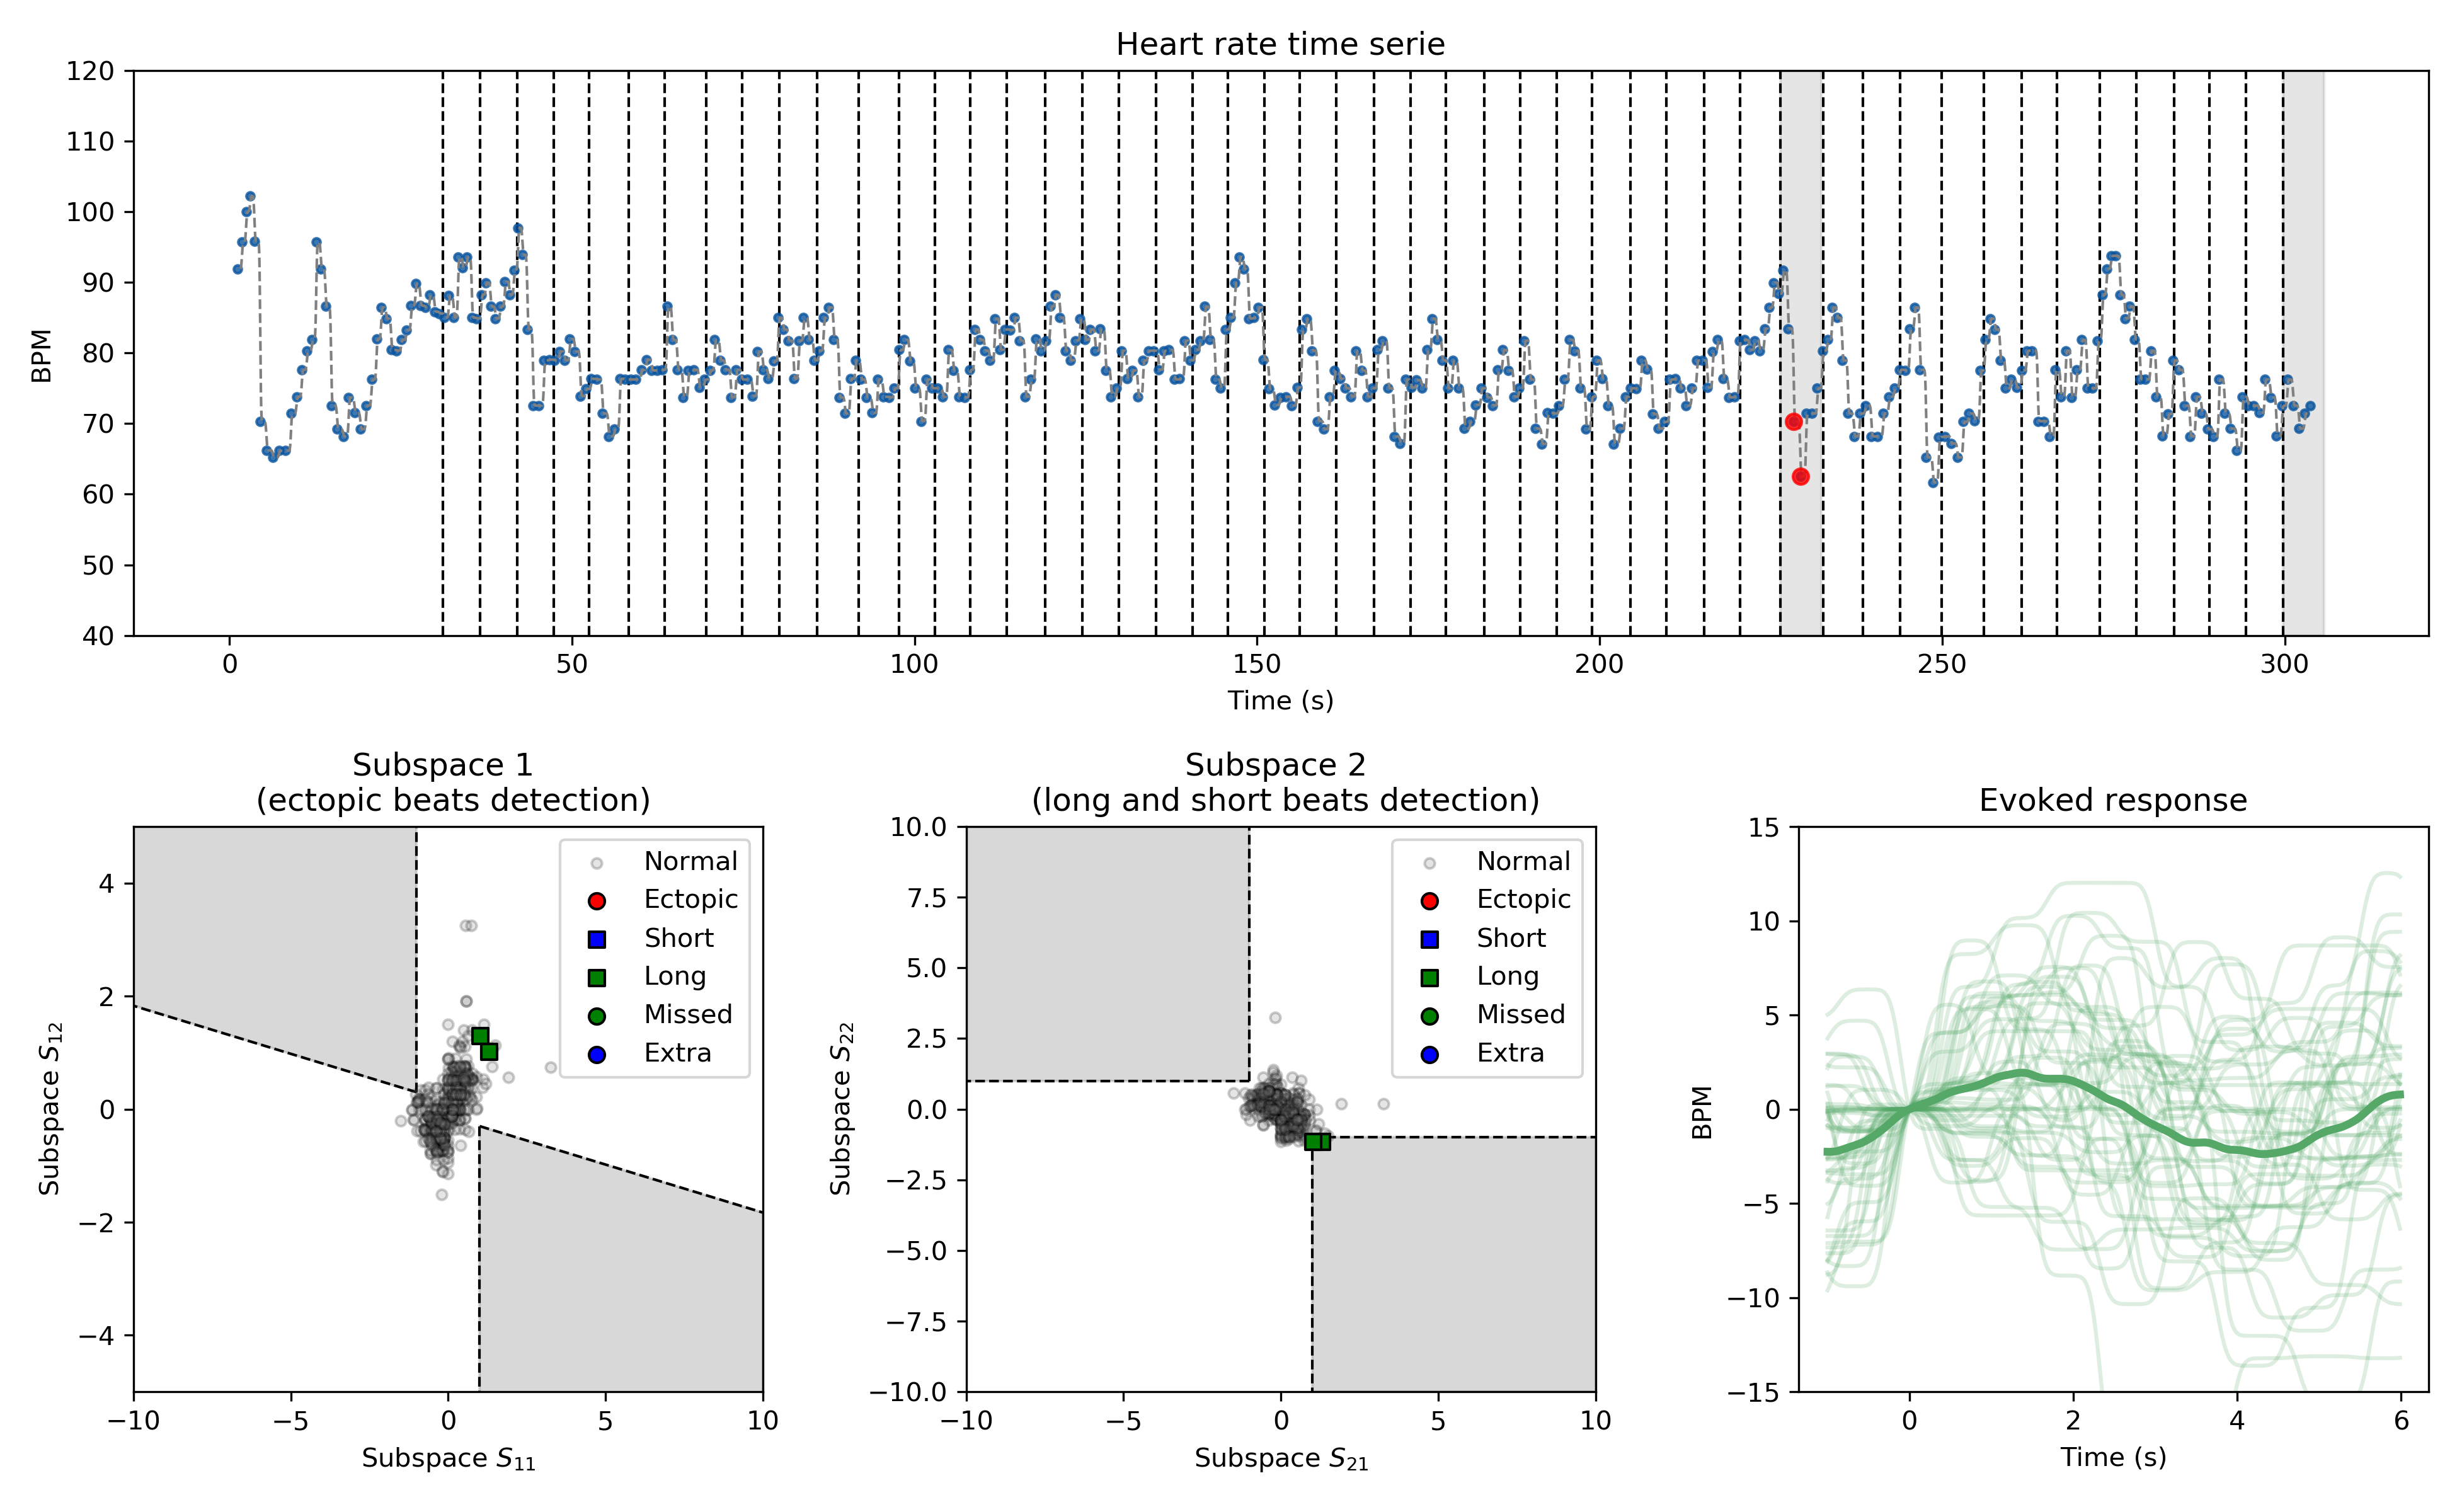 Heart rate time serie
120
110
100
90
80
70
60
50
40
BPM
0 50 100 150 200 250 300
Time (s)
Subspace 1
(ectopic beats detection)
4
2
0
−2
−4
Subspace S12
Normal
Ectopic
Short
Long
Missed
Extra
−10 −5 0 5 10
Subspace S11
Subspace 2
(long and short beats detection)
10.0
7.5
5.0
2.5
0.0
−2.5
−5.0
−7.5
−10.0
Subspace S22
Normal
Ectopic
Short
Long
Missed
Extra
−10 −5 0 5 10
Subspace S21
Evoked response
15
10
5
0
−5
−10
−15
BPM
0 2 4 6
Time (s)